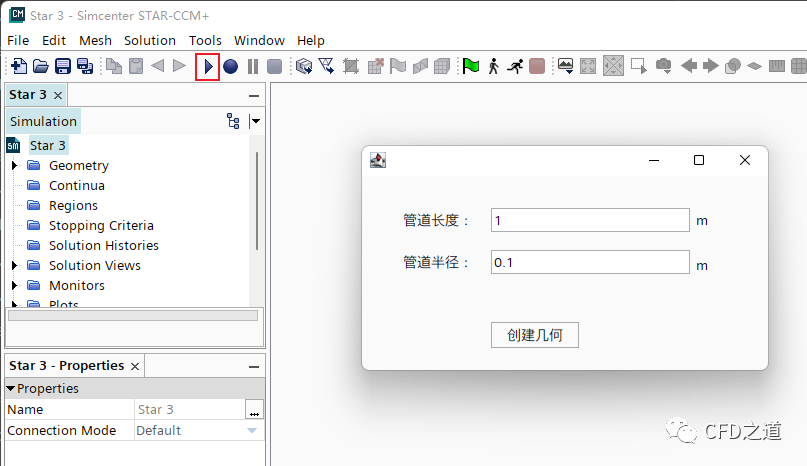 Star 3 - Simcenter STAR-CCM+
File Edit Mesh Solution Tools Window Help
Star 3
Simulation
Star 3
Geometry
Continua
Regions
Stopping Criteria
Solution Histories
Solution Views
Monitors
Plots
Star 3 - Properties
Properties
Name Star 3
Connection Mode Default
管道长度： 1 m
管道半径： 0.1 m
创建几何
CFD之道